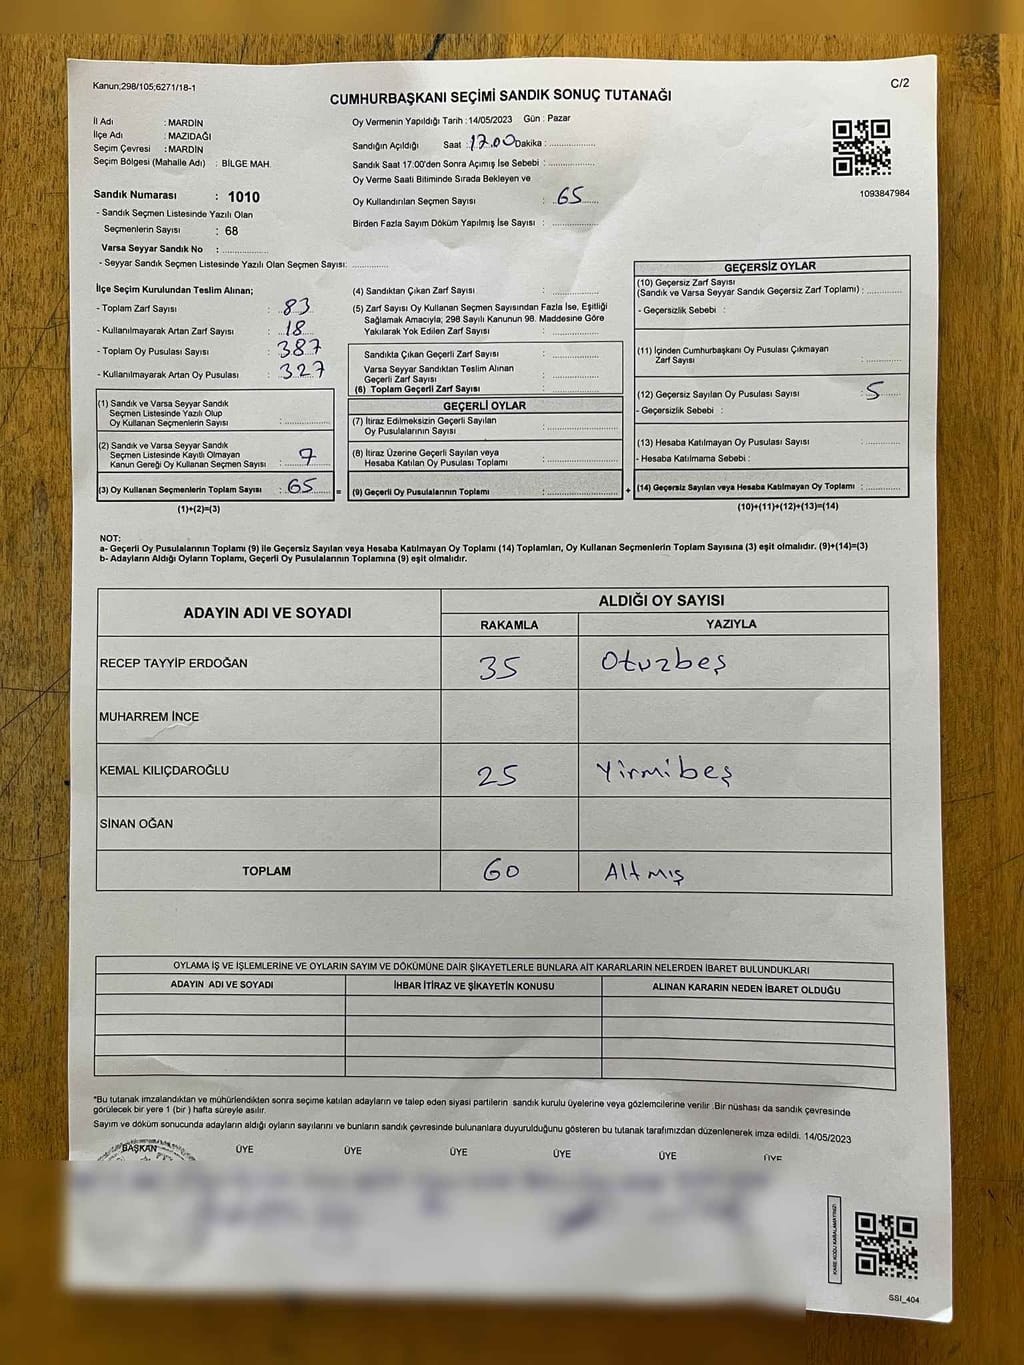 Kanun;298/105;6271/18-1
C/2
CUMHURBAŞKANI SEÇİMİ SANDIK SONUÇ TUTANAĞI
İl Adı : MARDİN
İlçe Adı : MAZIDAĞI
Seçim Çevresi : MARDİN
Seçim Bölgesi (Mahalle Adı) : BİLGE MAH.
Sandık Numarası : 1010
- Sandık Seçmen Listesinde Yazılı Olan
Seçmenlerin Sayısı : 68
Varsa Seyyar Sandık No : ............
- Seyyar Sandık Seçmen Listesinde Yazılı Olan Seçmen Sayısı: ............
Oy Vermenin Yapıldığı Tarih : 14/05/2023 Gün : Pazar
Sandığın Açıldığı Saat : 17.00 Dakika : ............
Sandık Saat 17.00'den Sonra Açımış İse Sebebi : ............
Oy Verme Saati Bitiminde Sırada Bekleyen ve
Oy Kullandırılan Seçmen Sayısı : 65
Birden Fazla Sayım Döküm Yapılmış İse Sayısı : ............
1093847984
İlçe Seçim Kurulundan Teslim Alınan;
- Toplam Zarf Sayısı : 83
- Kullanılmayarak Artan Zarf Sayısı : 18
- Toplam Oy Pusulası Sayısı : 387
- Kullanılmayarak Artan Oy Pusulası : 327
(1) Sandık ve Varsa Seyyar Sandık
Seçmen Listesinde Yazılı Olup
Oy Kullanan Seçmenlerin Sayısı : ............
(2) Sandık ve Varsa Seyyar Sandık
Seçmen Listesinde Kayıtlı Olmayan
Kanun Gereği Oy Kullanan Seçmen Sayısı : 7
(3) Oy Kullanan Seçmenlerin Toplam Sayısı : 65
(1)+(2)=(3)
(4) Sandıktan Çıkan Zarf Sayısı : ............
(5) Zarf Sayısı Oy Kullanan Seçmen Sayısından Fazla İse, Eşitliği
Sağlamak Amacıyla; 298 Sayılı Kanunun 98. Maddesine Göre
Yakılarak Yok Edilen Zarf Sayısı : ............
Sandıkta Çıkan Geçerli Zarf Sayısı : ............
Varsa Seyyar Sandıktan Teslim Alınan
Geçerli Zarf Sayısı : ............
(6) Toplam Geçerli Zarf Sayısı : ............
GEÇERLİ OYLAR
(7) İtiraz Edilmeksizin Geçerli Sayılan
Oy Pusulalarının Sayısı : ............
(8) İtiraz Üzerine Geçerli Sayılan veya
Hesaba Katılan Oy Pusulası Toplamı : ............
= (9) Geçerli Oy Pusulalarının Toplamı : ............ +
GEÇERSİZ OYLAR
(10) Geçersiz Zarf Sayısı
(Sandık ve Varsa Seyyar Sandık Geçersiz Zarf Toplamı) : ............
- Geçersizlik Sebebi :
(11) İçinden Cumhurbaşkanı Oy Pusulası Çıkmayan
Zarf Sayısı : ............
(12) Geçersiz Sayılan Oy Pusulası Sayısı : 5
- Geçersizlik Sebebi :
(13) Hesaba Katılmayan Oy Pusulası Sayısı : ............
- Hesaba Katılmama Sebebi :
(14) Geçersiz Sayılan veya Hesaba Katılmayan Oy Toplamı : ............
(10)+(11)+(12)+(13)=(14)
NOT:
a- Geçerli Oy Pusulalarının Toplamı (9) ile Geçersiz Sayılan veya Hesaba Katılmayan Oy Toplamı (14) Toplamları, Oy Kullanan Seçmenlerin Toplam Sayısına (3) eşit olmalıdır. (9)+(14)=(3)
b- Adayların Aldığı Oyların Toplamı, Geçerli Oy Pusulalarının Toplamına (9) eşit olmalıdır.
ADAYIN ADI VE SOYADI
ALDIĞI OY SAYISI
RAKAMLA YAZIYLA
RECEP TAYYİP ERDOĞAN 35 Otuzbeş
MUHARREM İNCE
KEMAL KILIÇDAROĞLU 25 Yirmibeş
SİNAN OĞAN
TOPLAM 60 Altmış
OYLAMA İŞ VE İŞLEMLERİNE VE OYLARIN SAYIM VE DÖKÜMÜNE DAİR ŞİKAYETLERLE BUNLARA AİT KARARLARIN NELERDEN İBARET BULUNDUKLARI
ADAYIN ADI VE SOYADI İHBAR İTİRAZ VE ŞİKAYETİN KONUSU ALINAN KARARIN NEDEN İBARET OLDUĞU
*Bu tutanak imzalandıktan ve mühürlendikten sonra seçime katılan adayların ve talep eden siyasi partilerin sandık kurulu üyelerine veya gözlemcilerine verilir .Bir nüshası da sandık çevresinde
görülecek bir yere 1 (bir ) hafta süreyle asılır.
Sayım ve döküm sonucunda adayların aldığı oyların sayılarını ve bunların sandık çevresinde bulunanlara duyurulduğunu gösteren bu tutanak tarafımızdan düzenlenerek imza edildi. 14/05/2023
BAŞKAN ÜYE ÜYE ÜYE ÜYE ÜYE ÜYE
KARE KODU KARALAMAYINIZ!
SSI_404